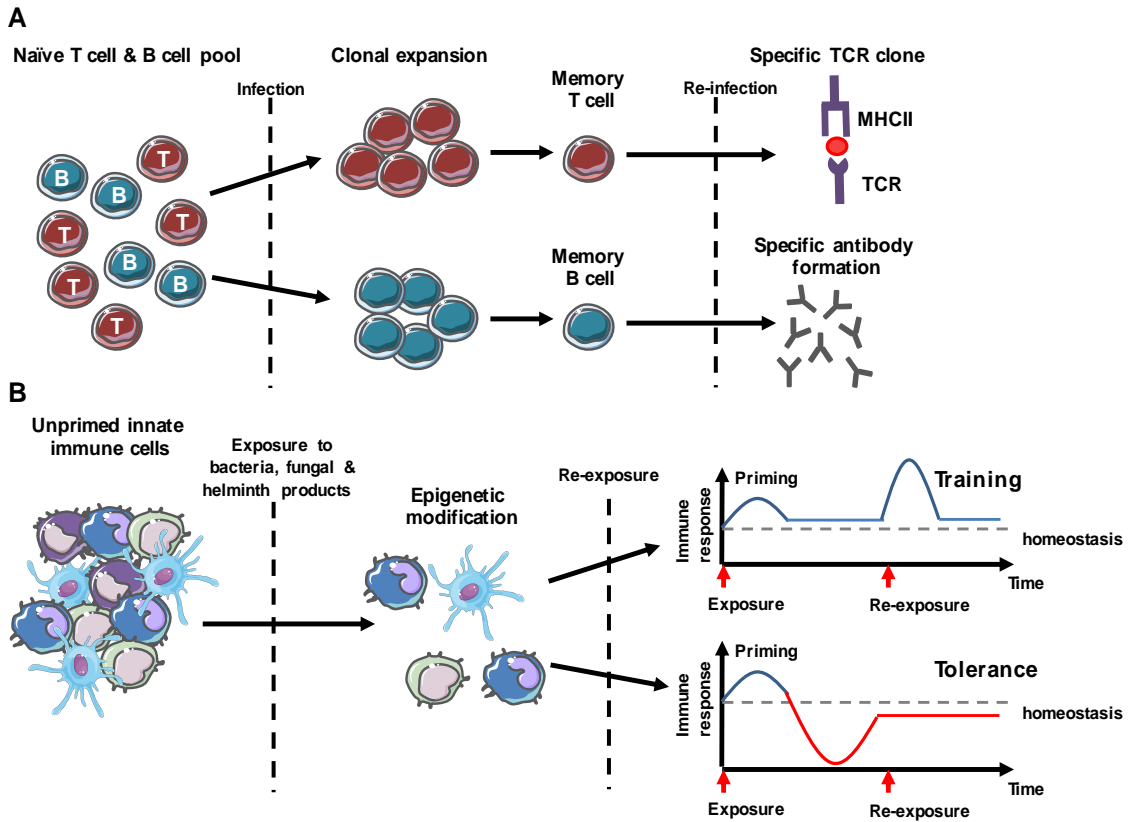 A
Naïve T cell & B cell pool
Infection
Clonal expansion
Memory
T cell
Re-infection
Specific TCR clone
MHCII
TCR
T
B
B
T
T
B
T
B
T
Memory
B cell
Specific antibody
formation
B
Unprimed innate
immune cells
Exposure to
bacteria, fungal &
helminth products
Epigenetic
modification
Re-exposure
Immune
response
Priming
Training
homeostasis
Time
Exposure
Re-exposure
Immune
response
Priming
Tolerance
homeostasis
Time
Exposure
Re-exposure